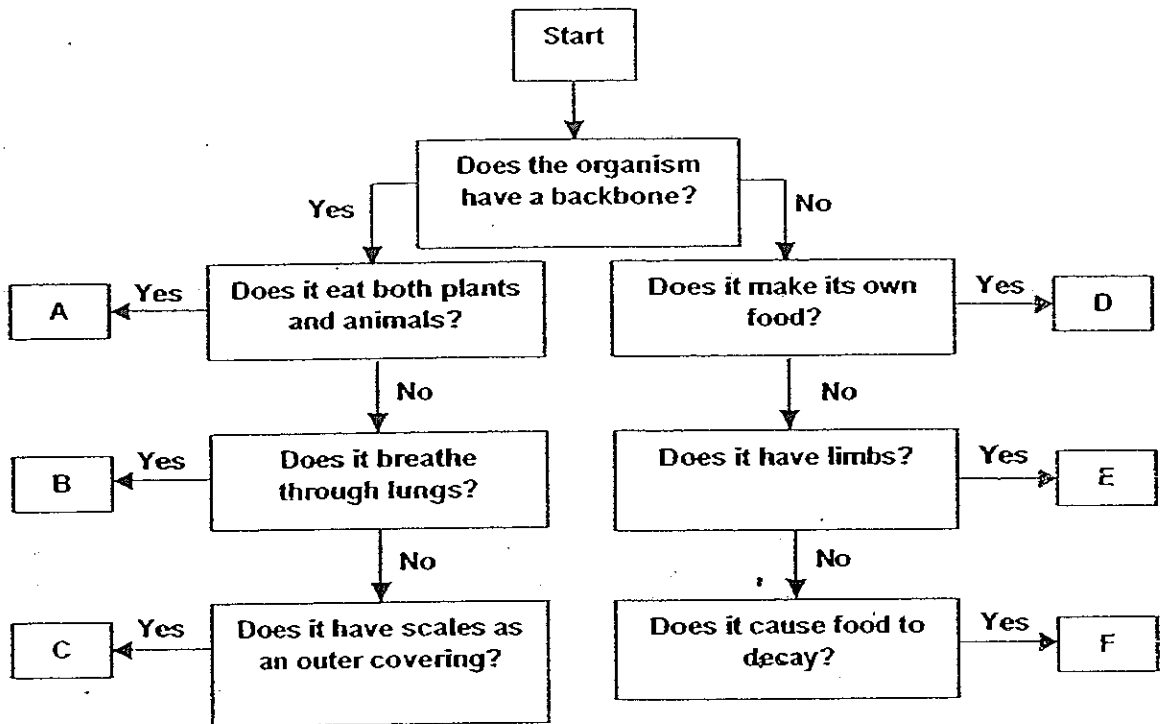 Start
Does the organism
have a backbone?
Yes
No
A
Yes
Does it eat both plants
and animals?
Does it make its own
food?
Yes
D
No
No
B
Yes
Does it breathe
through lungs?
Does it have limbs?
Yes
E
No
No
C
Yes
Does it have scales as
an outer covering?
Does it cause food to
decay?
Yes
F